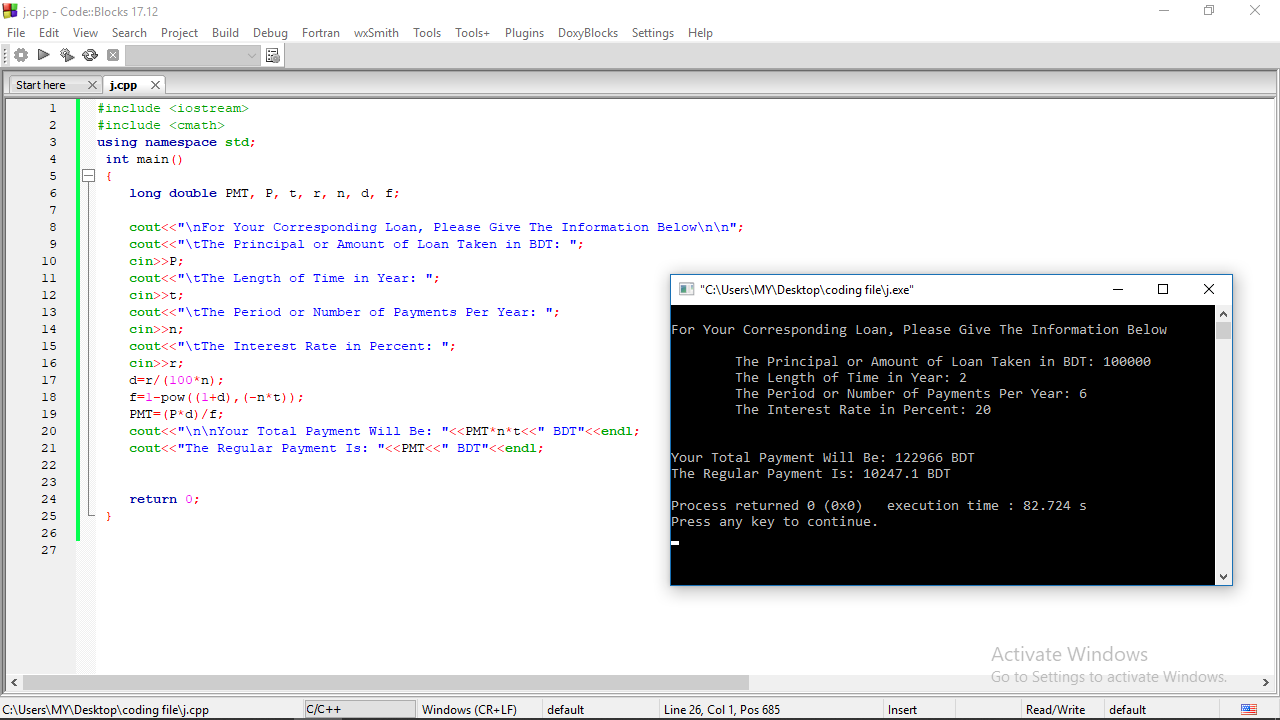 j.cpp - Code::Blocks 17.12
File Edit View Search Project Build Debug Fortran wxSmith Tools Tools+ Plugins DoxyBlocks Settings Help
Start here j.cpp
1 #include <iostream>
2 #include <cmath>
3 using namespace std;
4 int main()
5 {
6 long double PMT, P, t, r, n, d, f;
7
8 cout<<"\nFor Your Corresponding Loan, Please Give The Information Below\n\n";
9 cout<<"\tThe Principal or Amount of Loan Taken in BDT: ";
10 cin>>P;
11 cout<<"\tThe Length of Time in Year: ";
12 cin>>t;
13 cout<<"\tThe Period or Number of Payments Per Year: ";
14 cin>>n;
15 cout<<"\tThe Interest Rate in Percent: ";
16 cin>>r;
17 d=r/(100*n);
18 f=1-pow((1+d),(-n*t));
19 PMT=(P*d)/f;
20 cout<<"\n\nYour Total Payment Will Be: "<<PMT*n*t<<" BDT"<<endl;
21 cout<<"The Regular Payment Is: "<<PMT<<" BDT"<<endl;
22
23
24 return 0;
25 }
26
27
"C:\Users\MY\Desktop\coding file\j.exe"
For Your Corresponding Loan, Please Give The Information Below
The Principal or Amount of Loan Taken in BDT: 100000
The Length of Time in Year: 2
The Period or Number of Payments Per Year: 6
The Interest Rate in Percent: 20
Your Total Payment Will Be: 122966 BDT
The Regular Payment Is: 10247.1 BDT
Process returned 0 (0x0) execution time : 82.724 s
Press any key to continue.
Activate Windows
Go to Settings to activate Windows.
C:\Users\MY\Desktop\coding file\j.cpp C/C++ Windows (CR+LF) default Line 26, Col 1, Pos 685 Insert Read/Write default